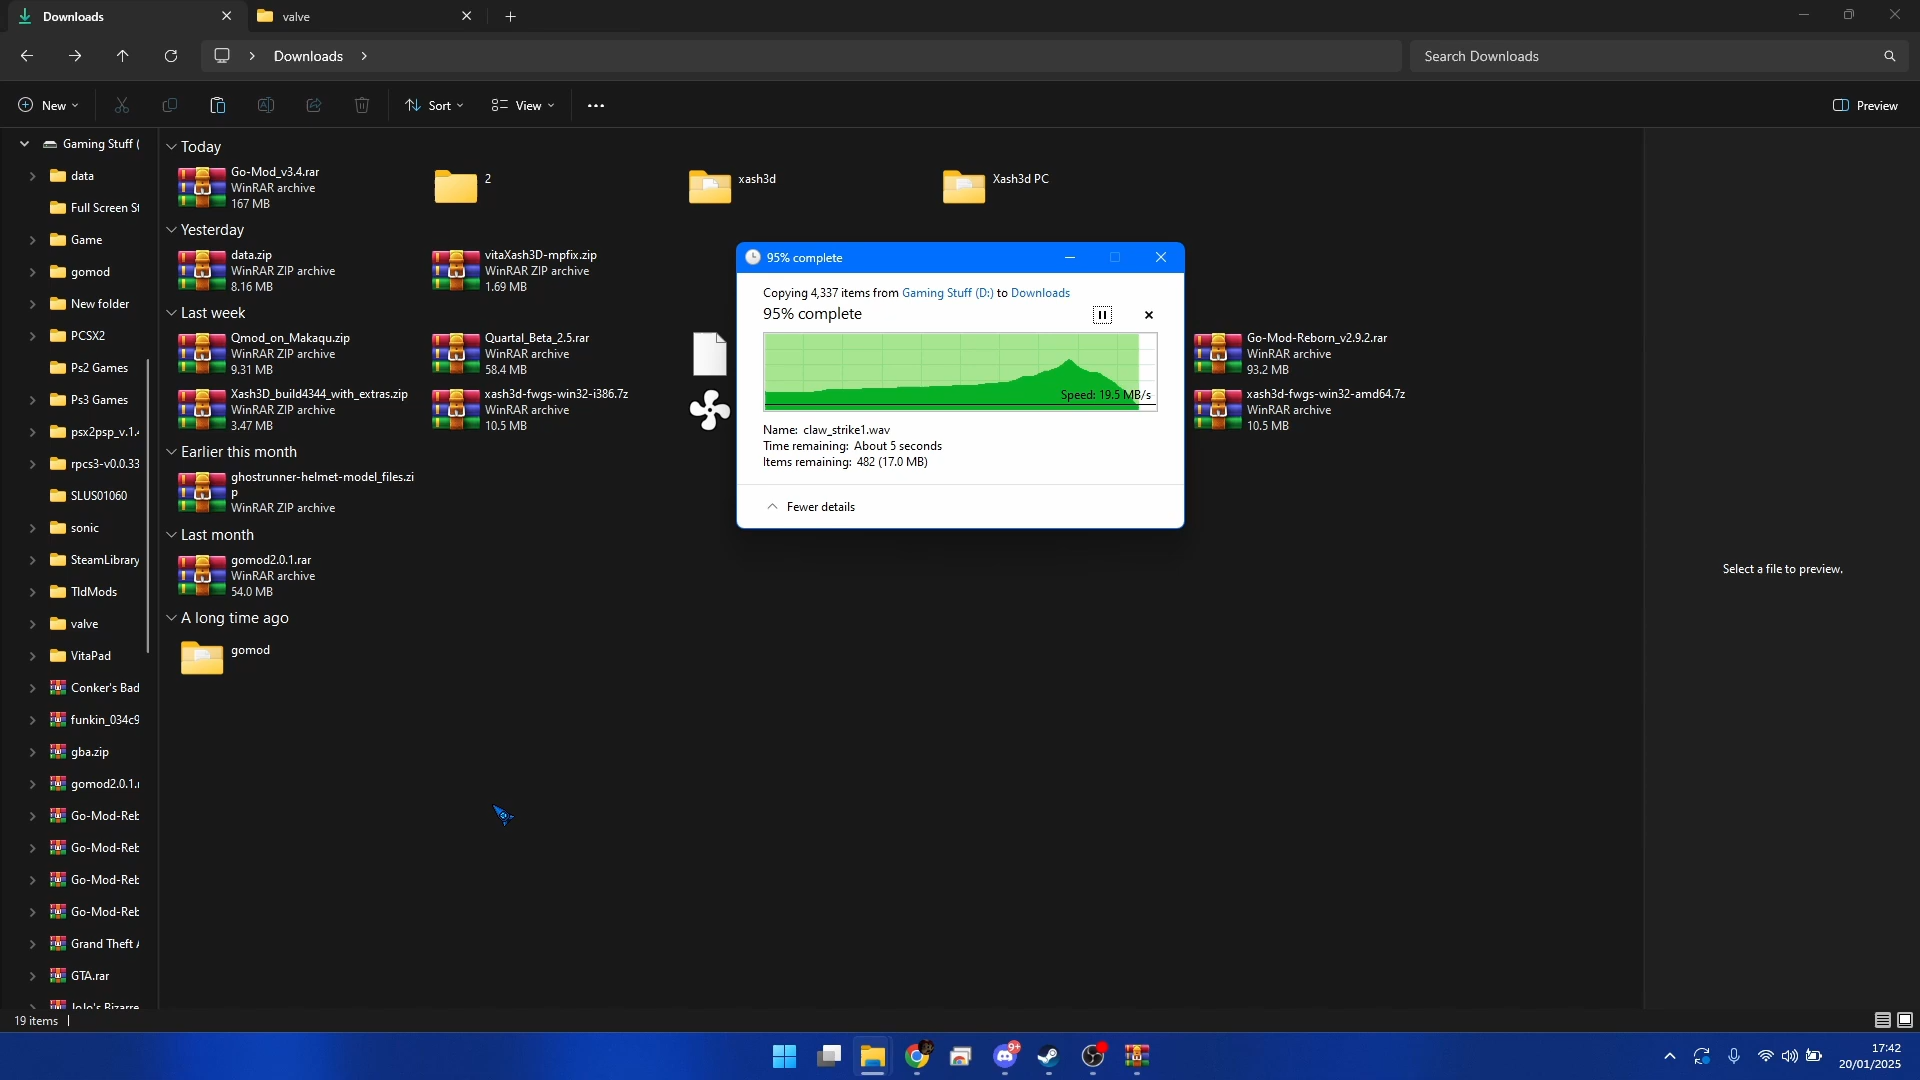 Downloads
valve
Downloads
Search Downloads
New
Sort
View
Preview
Gaming Stuff (
data
Full Screen St
Game
gomod
New folder
PCSX2
Ps2 Games
Ps3 Games
psx2psp_v.1.4
rpcs3-v0.0.33
SLUS01060
sonic
SteamLibrary
TldMods
valve
VitaPad
Conker's Bad
funkin_034c9
gba.zip
gomod2.0.1.r
Go-Mod-Reb
Go-Mod-Reb
Go-Mod-Reb
Go-Mod-Reb
Grand Theft A
GTA.rar
JoJo's Bizarre
Today
Go-Mod_v3.4.rar
WinRAR archive
167 MB
2
xash3d
Xash3d PC
Yesterday
data.zip
WinRAR ZIP archive
8.16 MB
vitaXash3D-mpfix.zip
WinRAR ZIP archive
1.69 MB
Last week
Qmod_on_Makaqu.zip
WinRAR ZIP archive
9.31 MB
Quartal_Beta_2.5.rar
WinRAR archive
58.4 MB
Go-Mod-Reborn_v2.9.2.rar
WinRAR archive
93.2 MB
Xash3D_build4344_with_extras.zip
WinRAR ZIP archive
3.47 MB
xash3d-fwgs-win32-i386.7z
WinRAR archive
10.5 MB
xash3d-fwgs-win32-amd64.7z
WinRAR archive
10.5 MB
Earlier this month
ghostrunner-helmet-model_files.zi
p
WinRAR ZIP archive
Last month
gomod2.0.1.rar
WinRAR archive
54.0 MB
A long time ago
gomod
95% complete
Copying 4,337 items from Gaming Stuff (D:) to Downloads
95% complete
Speed: 19.5 MB/s
Name: claw_strike1.wav
Time remaining: About 5 seconds
Items remaining: 482 (17.0 MB)
Fewer details
Select a file to preview.
19 items
9+
17:42
20/01/2025